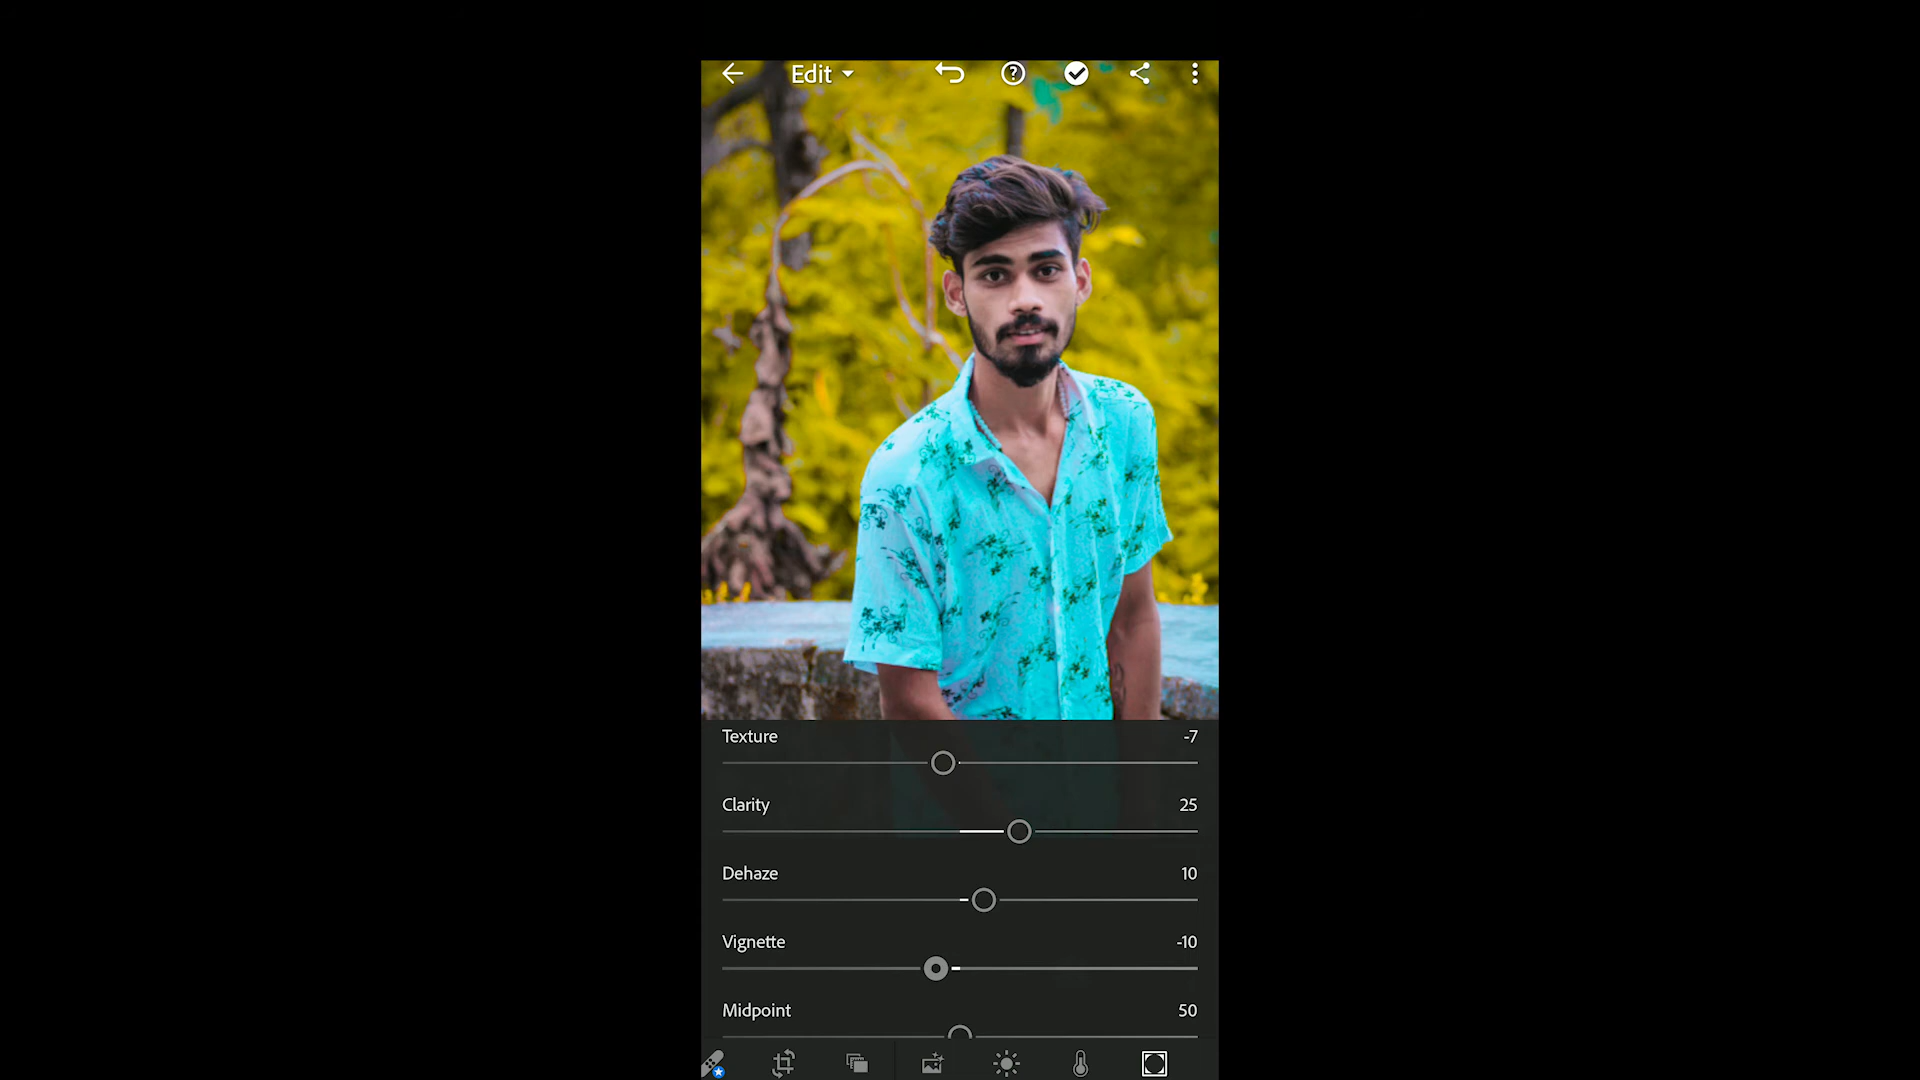 Edit
Texture -7
Clarity 25
Dehaze 10
Vignette -10
Midpoint 50